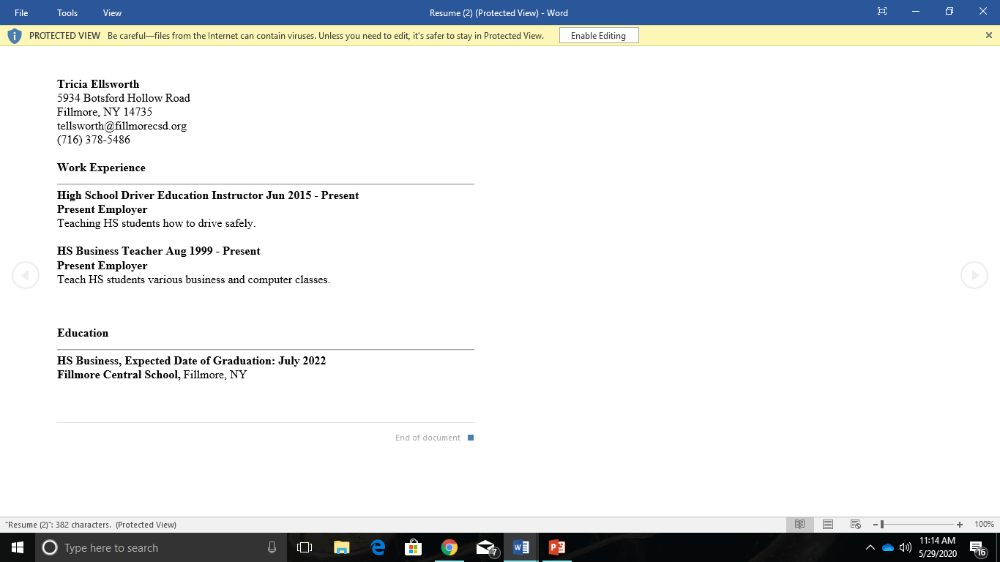 File Tools View Resume (2) (Protected View) - Word
PROTECTED VIEW Be careful—files from the Internet can contain viruses. Unless you need to edit, it's safer to stay in Protected View. Enable Editing
Tricia Ellsworth
5934 Botsford Hollow Road
Fillmore, NY 14735
tellsworth@fillmorecsd.org
(716) 378-5486
Work Experience
High School Driver Education Instructor Jun 2015 - Present
Present Employer
Teaching HS students how to drive safely.
HS Business Teacher Aug 1999 - Present
Present Employer
Teach HS students various business and computer classes.
Education
HS Business, Expected Date of Graduation: July 2022
Fillmore Central School, Fillmore, NY
End of document
"Resume (2)": 382 characters. (Protected View) 100%
Type here to search 7 16
11:14 AM
5/29/2020